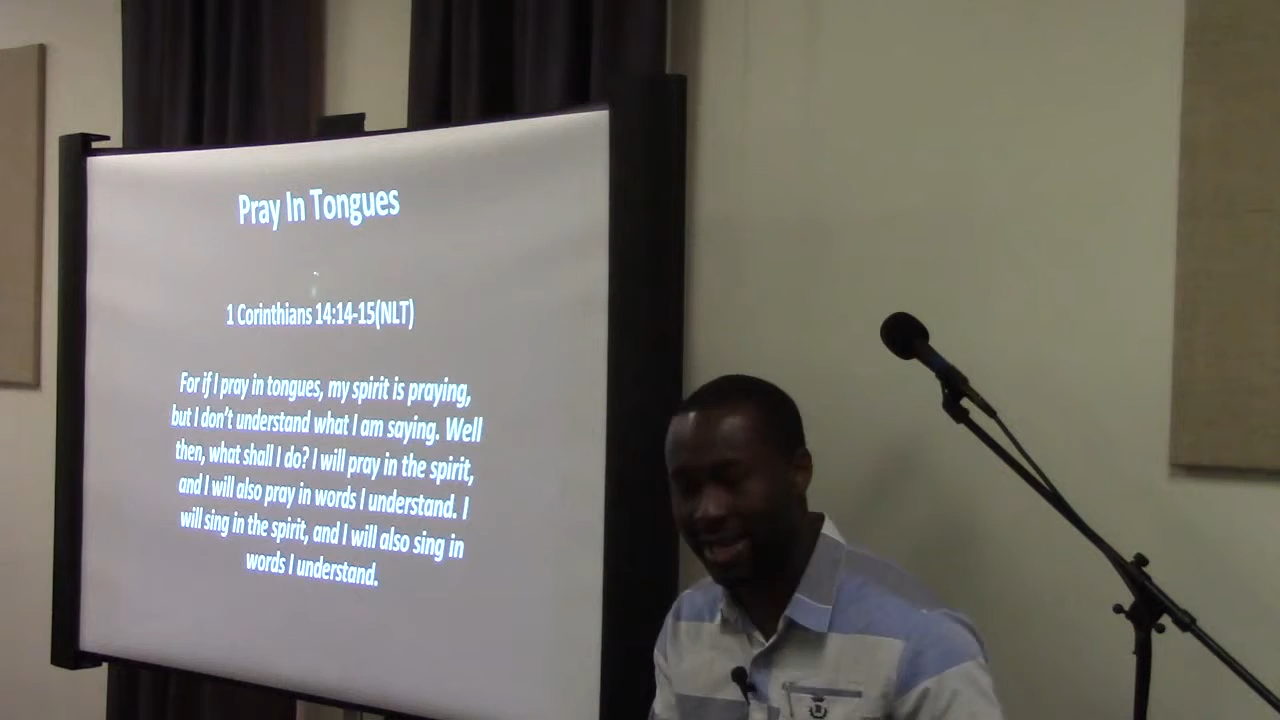 Pray In Tongues
1 Corinthians 14:14-15(NLT)
For if I pray in tongues, my spirit is praying,
but I don't understand what I am saying. Well
then, what shall I do? I will pray in the spirit,
and I will also pray in words I understand. I
will sing in the spirit, and I will also sing in
words I understand.